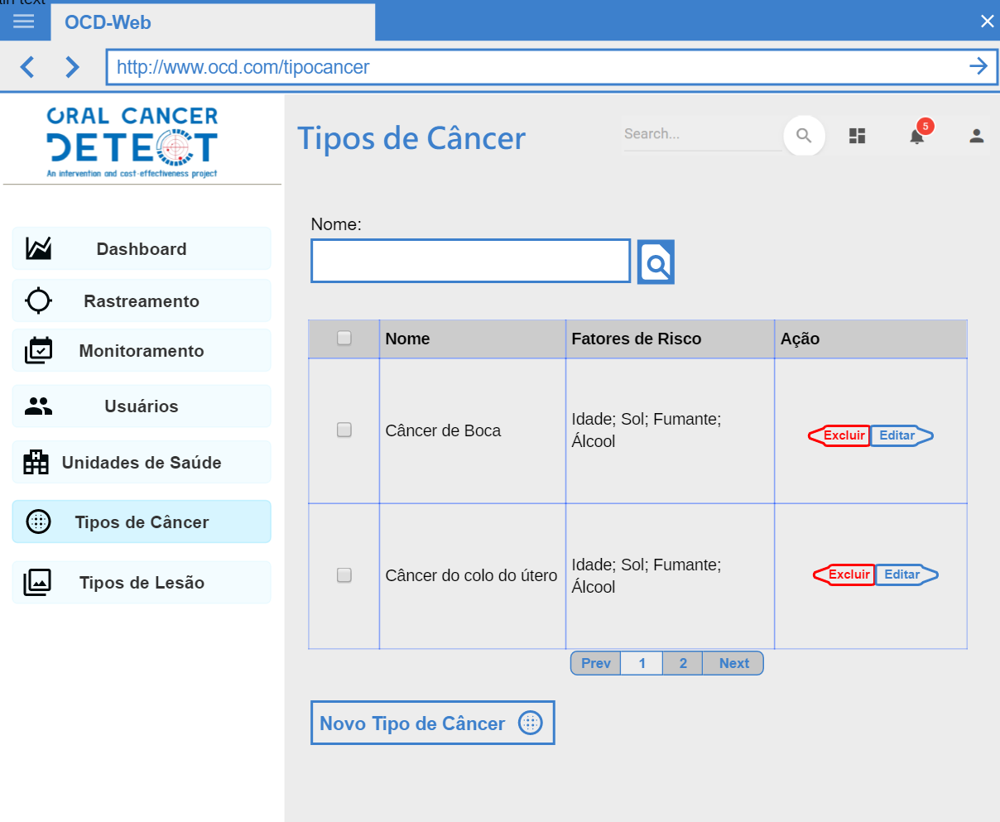 ain text
OCD-Web
http://www.ocd.com/tipocancer
ORAL CANCER
DETECT
An intervention and cost-effectiveness project
Tipos de Câncer
Search...
5
Dashboard
Rastreamento
Monitoramento
Usuários
Unidades de Saúde
Tipos de Câncer
Tipos de Lesão
Nome:
Nome Fatores de Risco Ação
Câncer de Boca
Idade; Sol; Fumante;
Álcool
Excluir Editar
Câncer do colo do útero
Idade; Sol; Fumante;
Álcool
Excluir Editar
Prev 1 2 Next
Novo Tipo de Câncer